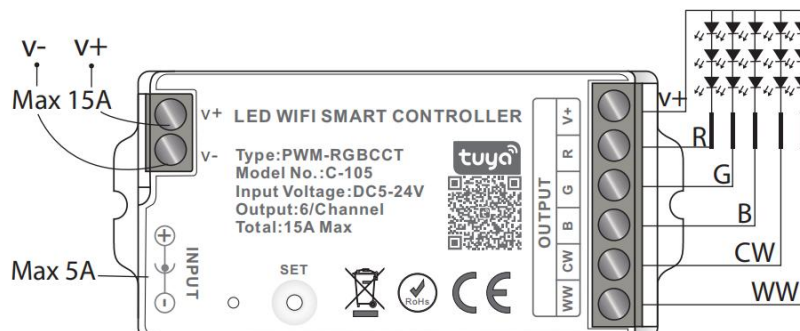 v- v+
Max 15A
V+
V-
LED WIFI SMART CONTROLLER
Type:PWM-RGBCCT
Model No.:C-105
Input Voltage:DC5-24V
Output:6/Channel
Total:15A Max
tuya
INPUT
Max 5A
SET
RoHs
CE
OUTPUT
V+
R
G
B
CW
WW
v+
R
G
B
CW
WW